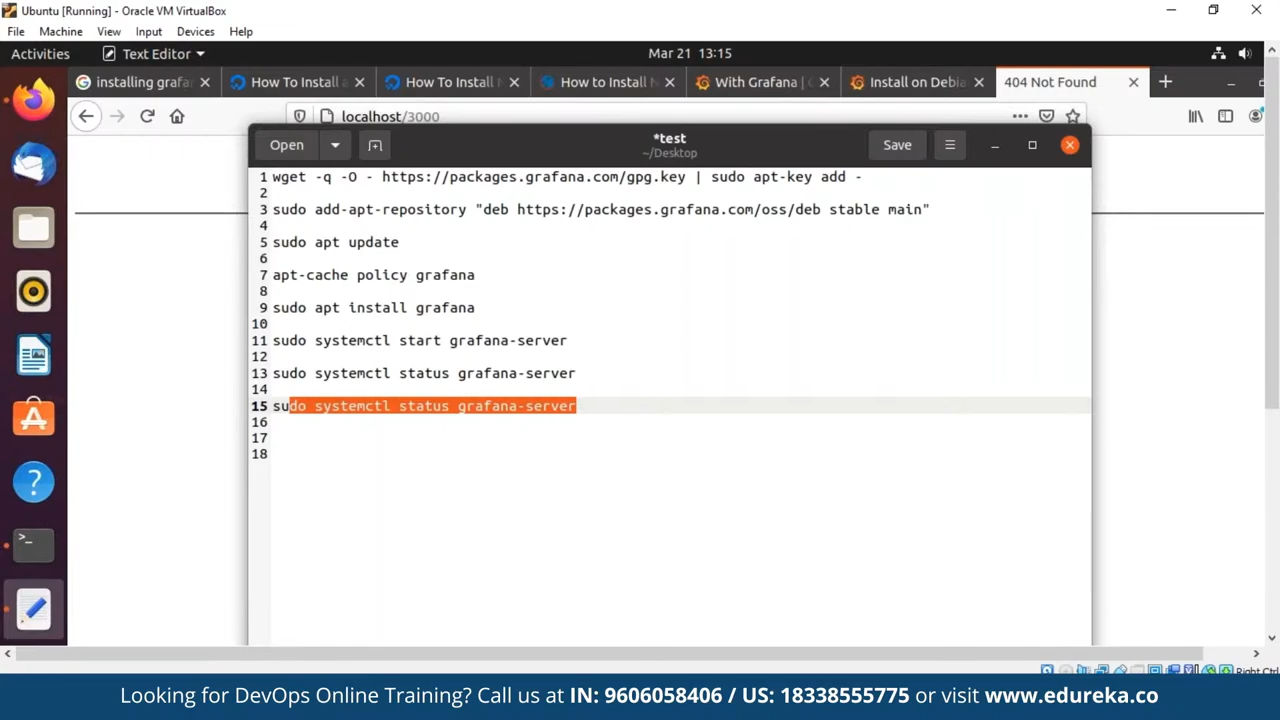 Ubuntu [Running] - Oracle VM VirtualBox
File Machine View Input Devices Help
Activities Text Editor Mar 21 13:15
installing grafa How To Install a How To Install How to Install With Grafana | Install on Debia 404 Not Found
localhost/3000
Open *test Save
~/Desktop
1 wget -q -O - https://packages.grafana.com/gpg.key | sudo apt-key add -
2
3 sudo add-apt-repository "deb https://packages.grafana.com/oss/deb stable main"
4
5 sudo apt update
6
7 apt-cache policy grafana
8
9 sudo apt install grafana
10
11 sudo systemctl start grafana-server
12
13 sudo systemctl status grafana-server
14
15 sudo systemctl status grafana-server
16
17
18
Right Ctrl
Looking for DevOps Online Training? Call us at IN: 9606058406 / US: 18338555775 or visit www.edureka.co